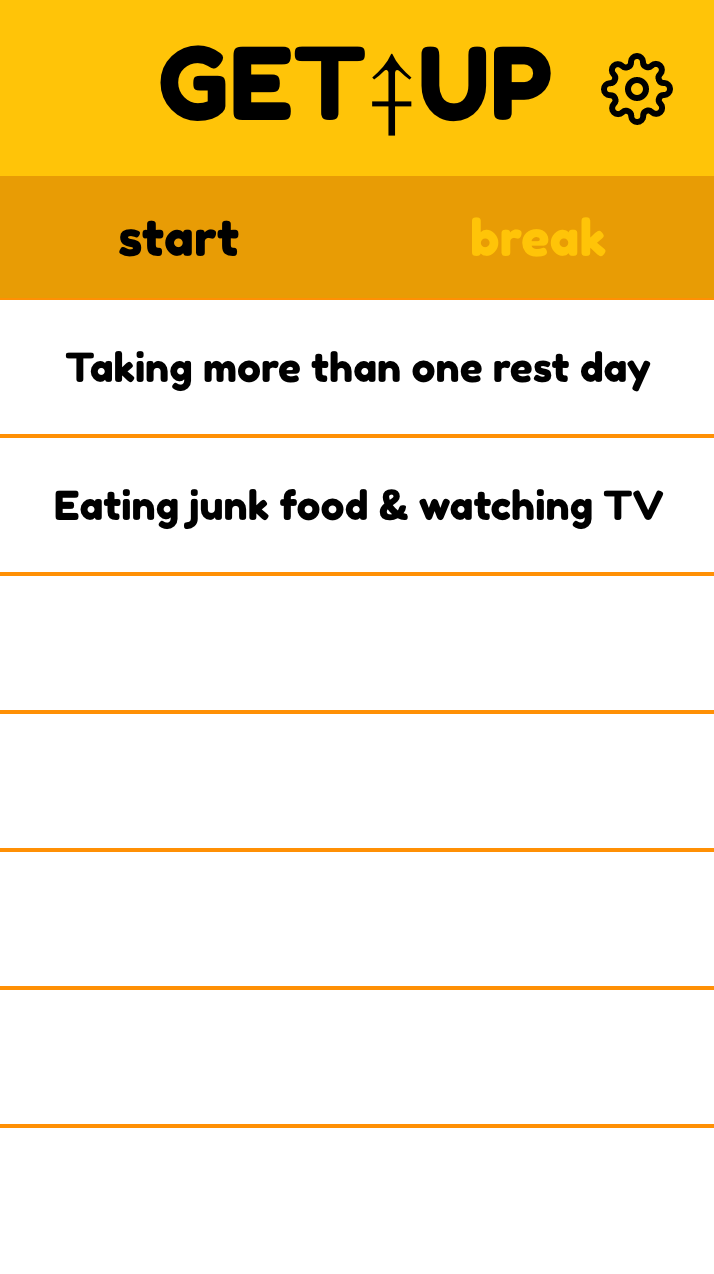 GET UP
start break
Taking more than one rest day
Eating junk food & watching TV